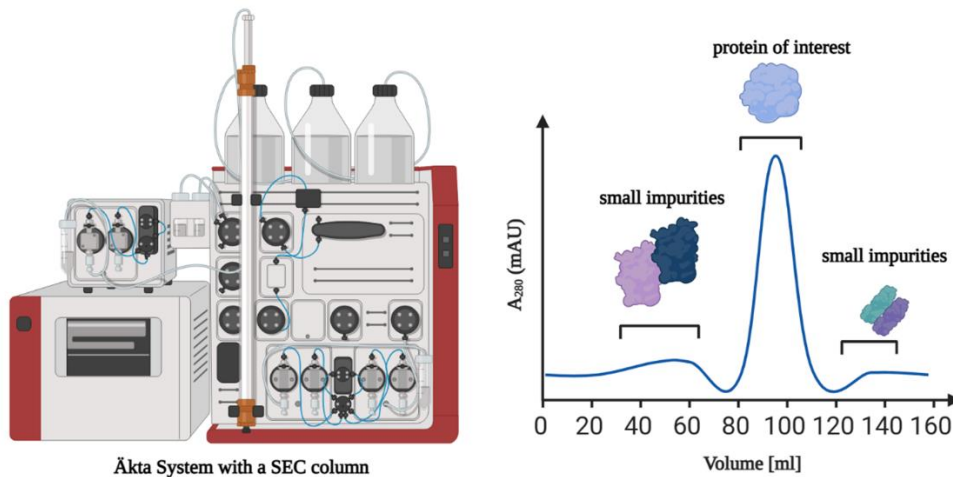 protein of interest
small impurities
small impurities
A₂₈₀ (mAU)
0 20 40 60 80 100 120 140 160
Volume [ml]
Äkta System with a SEC column